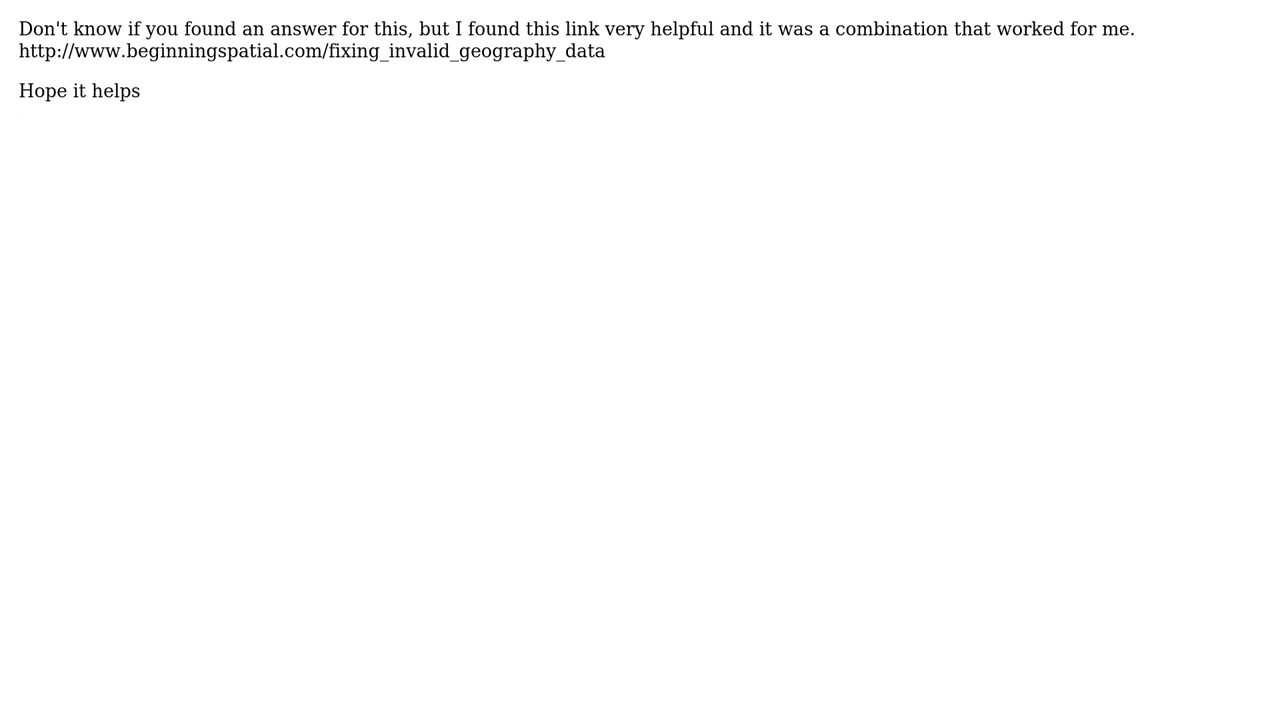 Don't know if you found an answer for this, but I found this link very helpful and it was a combination that worked for me.
http://www.beginningspatial.com/fixing_invalid_geography_data
Hope it helps